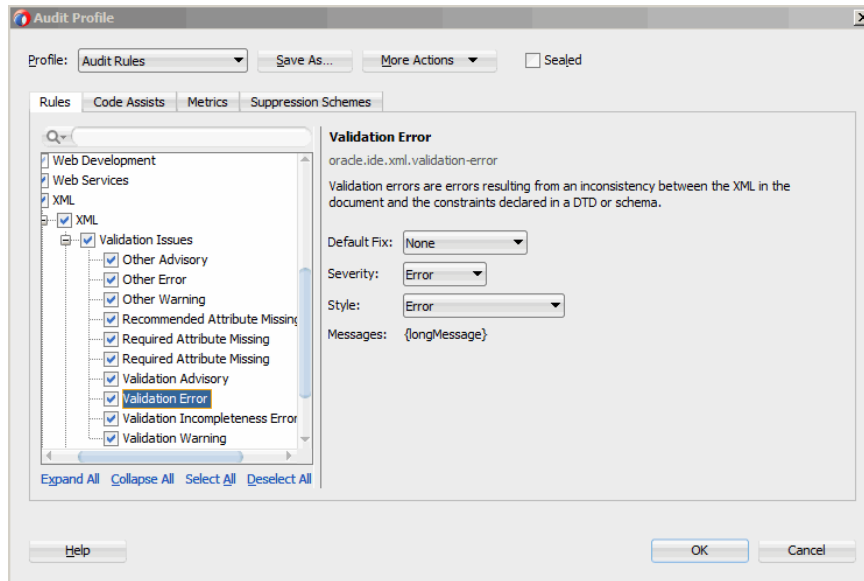 Audit Profile
Profile: Audit Rules Save As... More Actions Sealed
Rules Code Assists Metrics Suppression Schemes
Web Development
Web Services
XML
XML
Validation Issues
Other Advisory
Other Error
Other Warning
Recommended Attribute Missing
Required Attribute Missing
Required Attribute Missing
Validation Advisory
Validation Error
Validation Incompleteness Error
Validation Warning
Expand All Collapse All Select All Deselect All
Validation Error
oracle.ide.xml.validation-error
Validation errors are errors resulting from an inconsistency between the XML in the
document and the constraints declared in a DTD or schema.
Default Fix: None
Severity: Error
Style: Error
Messages: {longMessage}
Help OK Cancel